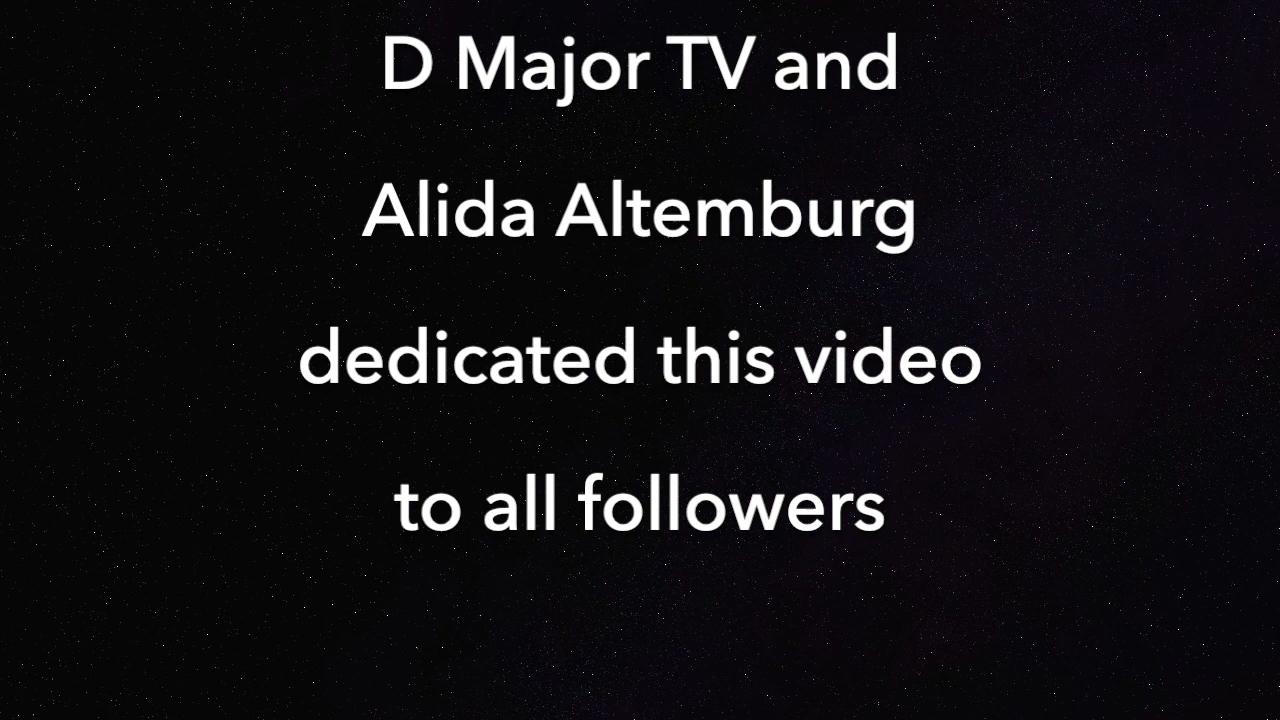 D Major TV and
Alida Altemburg
dedicated this video
to all followers